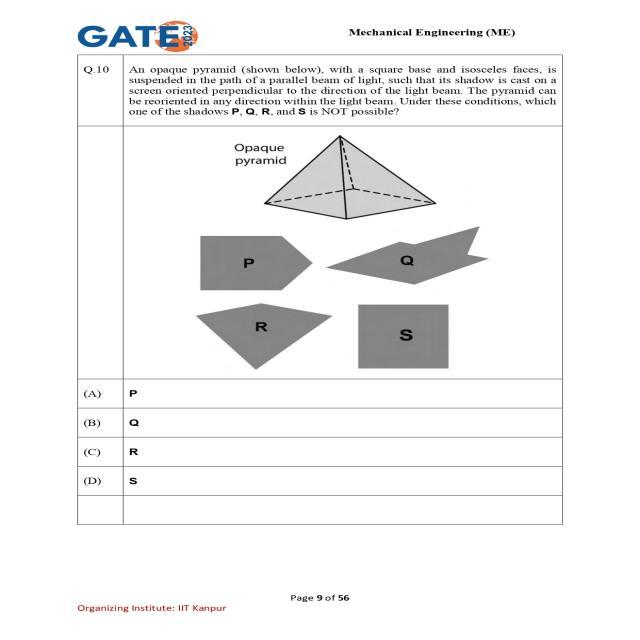 GATE 2023
Mechanical Engineering (ME)
Q.10
An opaque pyramid (shown below), with a square base and isosceles faces, is
suspended in the path of a parallel beam of light, such that its shadow is cast on a
screen oriented perpendicular to the direction of the light beam. The pyramid can
be reoriented in any direction within the light beam. Under these conditions, which
one of the shadows P, Q, R, and S is NOT possible?
Opaque
pyramid
P
Q
R
S
(A) P
(B) Q
(C) R
(D) S
Page 9 of 56
Organizing Institute: IIT Kanpur